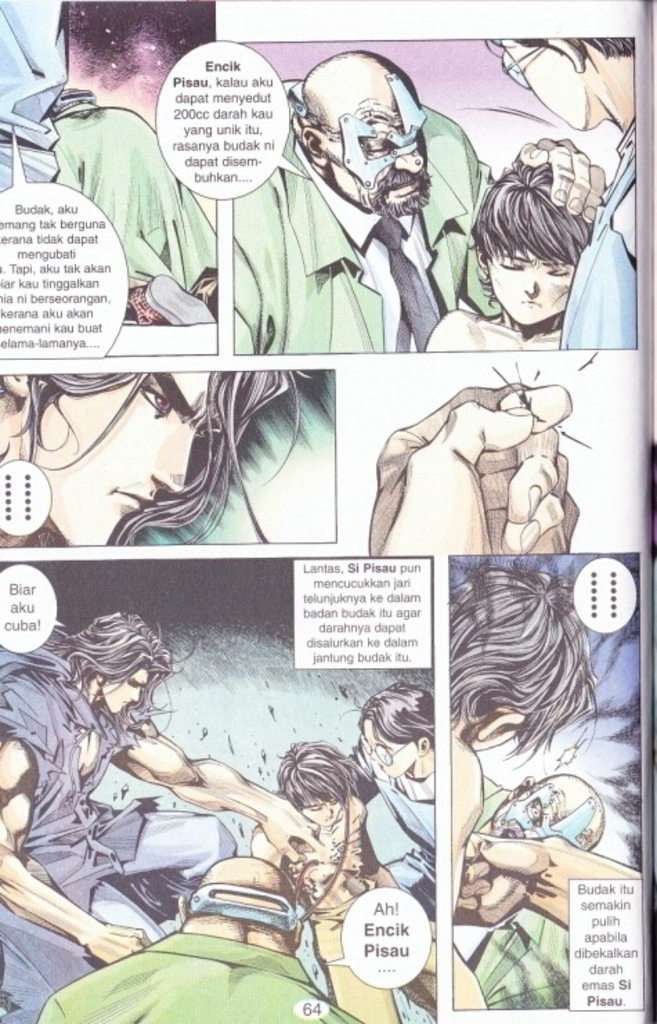 Budak, aku
emang tak berguna
kerana tidak dapat
mengubati
Tapi, aku tak akan
biar kau tinggalkan
ni berseorangan,
kerana aku akan
menemani kau buat
selama-lamanya....
Encik
Pisau, kalau aku
dapat menyedut
200cc darah kau
yang unik itu,
rasanya budak ni
dapat disem-
buhkan....
Biar
aku
cuba!
Lantas, Si Pisau pun
mencucukkan jari
telunjuknya ke dalam
badan budak itu agar
darahnya dapat
disalurkan ke dalam
jantung budak itu.
Ah!
Encik
Pisau
....
Budak itu
semakin
pulih
apabila
dibekalkan
darah
emas Si
Pisau.
64